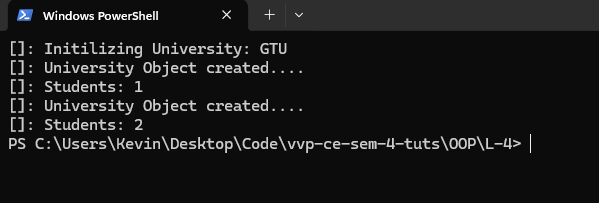 Windows PowerShell
[]: Initilizing University: GTU
[]: University Object created....
[]: Students: 1
[]: University Object created....
[]: Students: 2
PS C:\Users\Kevin\Desktop\Code\vvp-ce-sem-4-tuts\OOP\L-4>